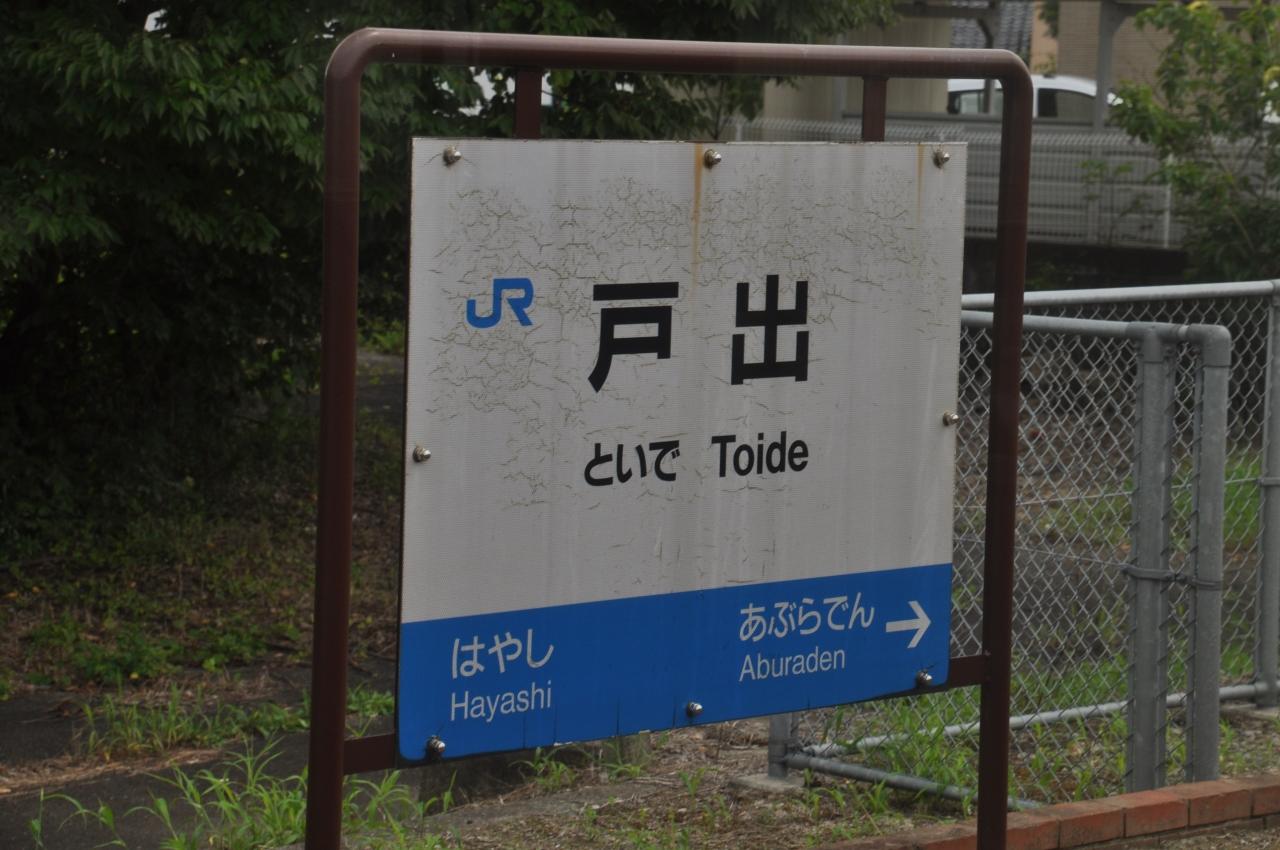 JR 戸出
といで Toide
はやし
Hayashi
あぶらでん →
Aburaden